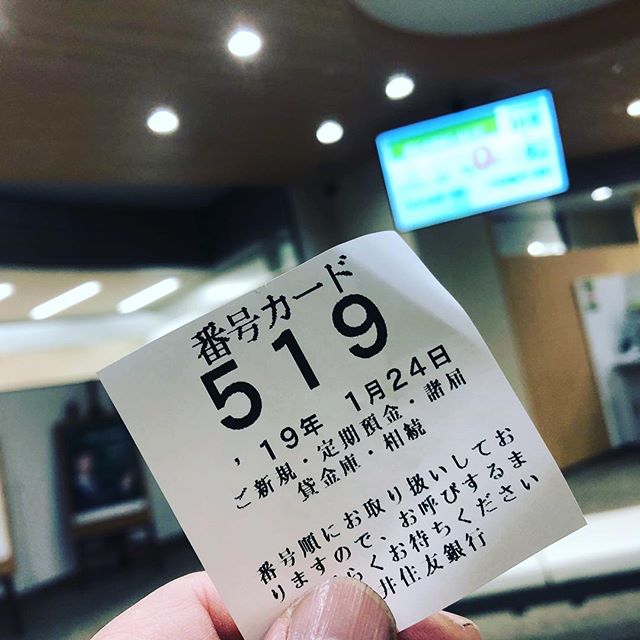 番号カード
519
'19年 1月24日
ご新規・定期預金・諸届
貸金庫・相続
番号順にお取り扱いしてお
りますので、お呼びするま
らくお待ちください
井住友銀行